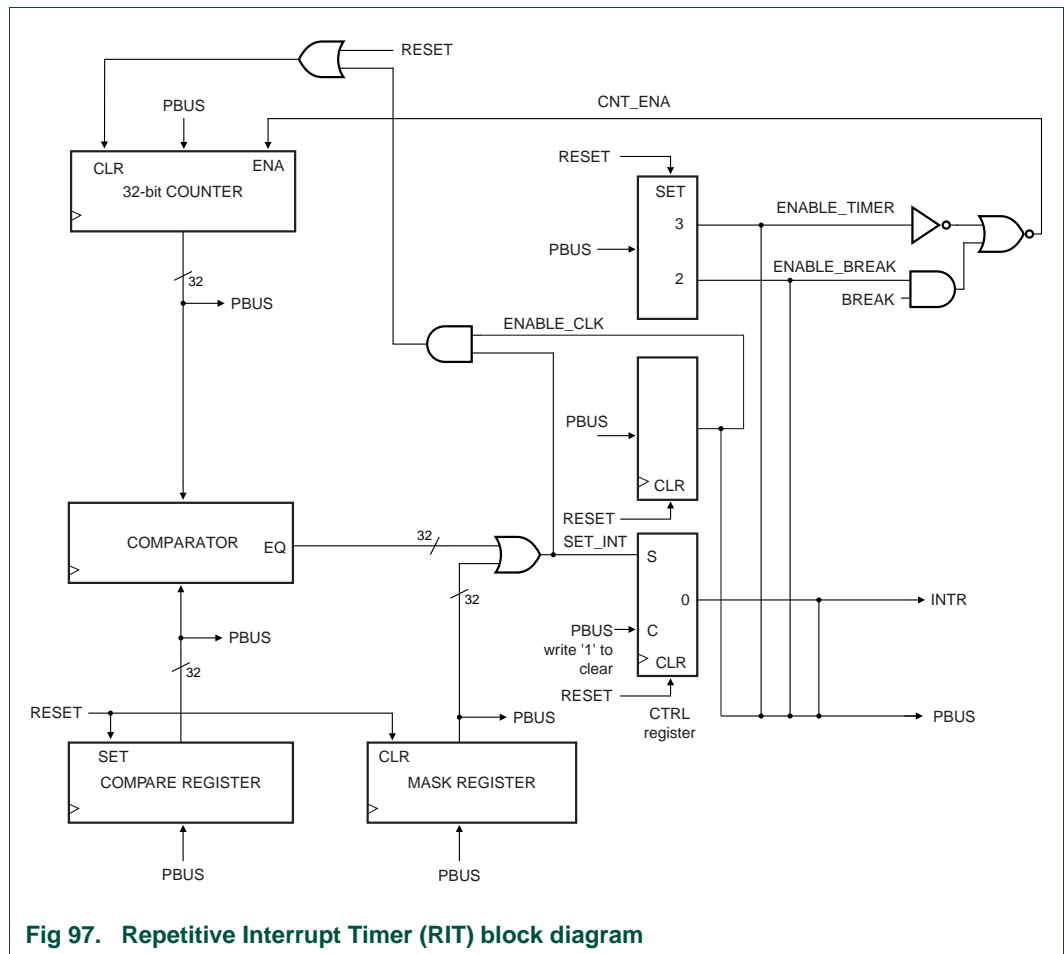 RESET
PBUS
CNT_ENA
CLR
ENA
32-bit COUNTER
RESET
SET
3
ENABLE_TIMER
PBUS
2
ENABLE_BREAK
BREAK
32
PBUS
ENABLE_CLK
PBUS
CLR
RESET
COMPARATOR
EQ
32
SET_INT
S
32
0
INTR
PBUS
write '1' to
clear
C
CLR
32
PBUS
RESET
CTRL
register
PBUS
RESET
PBUS
SET
COMPARE REGISTER
CLR
MASK REGISTER
PBUS
PBUS
Fig 97. Repetitive Interrupt Timer (RIT) block diagram